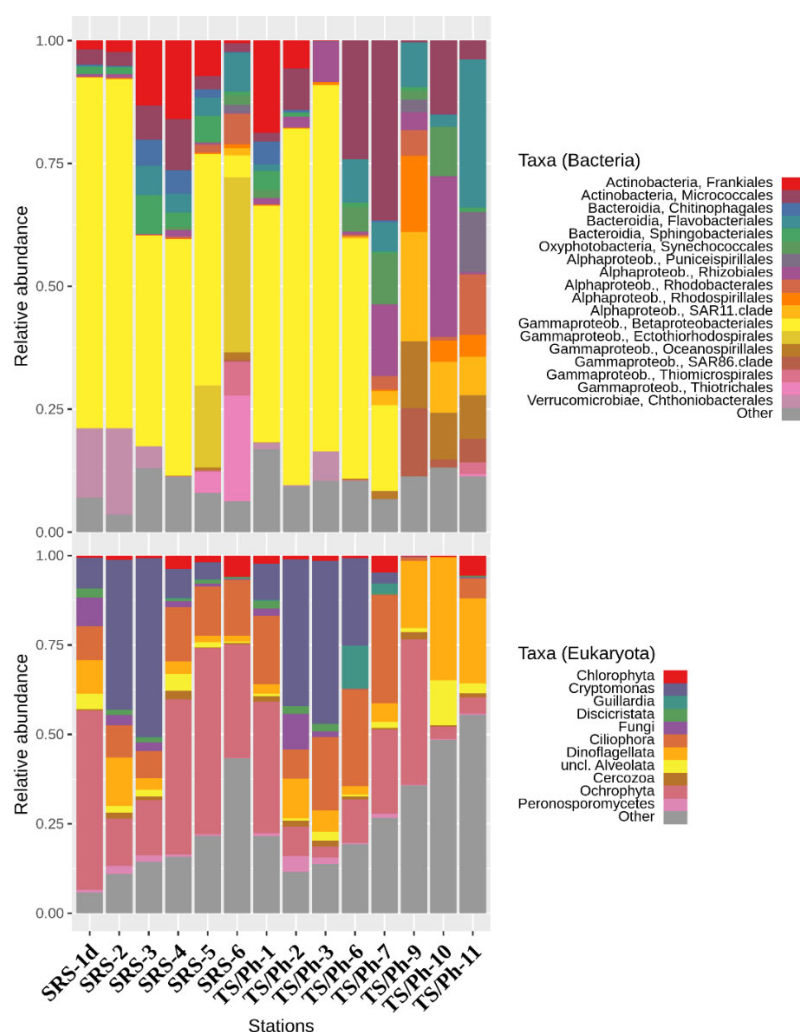 1.00
0.75
0.50
0.25
0.00
Relative abundance
Taxa (Bacteria)
Actinobacteria, Frankiales
Actinobacteria, Micrococcales
Bacteroidia, Chitinophagales
Bacteroidia, Flavobacteriales
Bacteroidia, Sphingobacteriales
Oxyphotobacteria, Synechococcales
Alphaproteob., Puniceispirillales
Alphaproteob., Rhizobiales
Alphaproteob., Rhodobacterales
Alphaproteob., Rhodospirillales
Alphaproteob., SAR11.clade
Gammaproteob., Betaproteobacteriales
Gammaproteob., Ectothiorhodospirales
Gammaproteob., Oceanospirillales
Gammaproteob., SAR86.clade
Gammaproteob., Thiomicrospirales
Gammaproteob., Thiotrichales
Verrucomicrobiae, Chthoniobacterales
Other
1.00
0.75
0.50
0.25
0.00
Relative abundance
Taxa (Eukaryota)
Chlorophyta
Cryptomonas
Guillardia
Discicristata
Fungi
Ciliophora
Dinoflagellata
uncl. Alveolata
Cercozoa
Ochrophyta
Peronosporomycetes
Other
SRS-1d
SRS-2
SRS-3
SRS-4
SRS-5
SRS-6
TS/Ph-1
TS/Ph-2
TS/Ph-3
TS/Ph-6
TS/Ph-7
TS/Ph-9
TS/Ph-10
TS/Ph-11
Stations